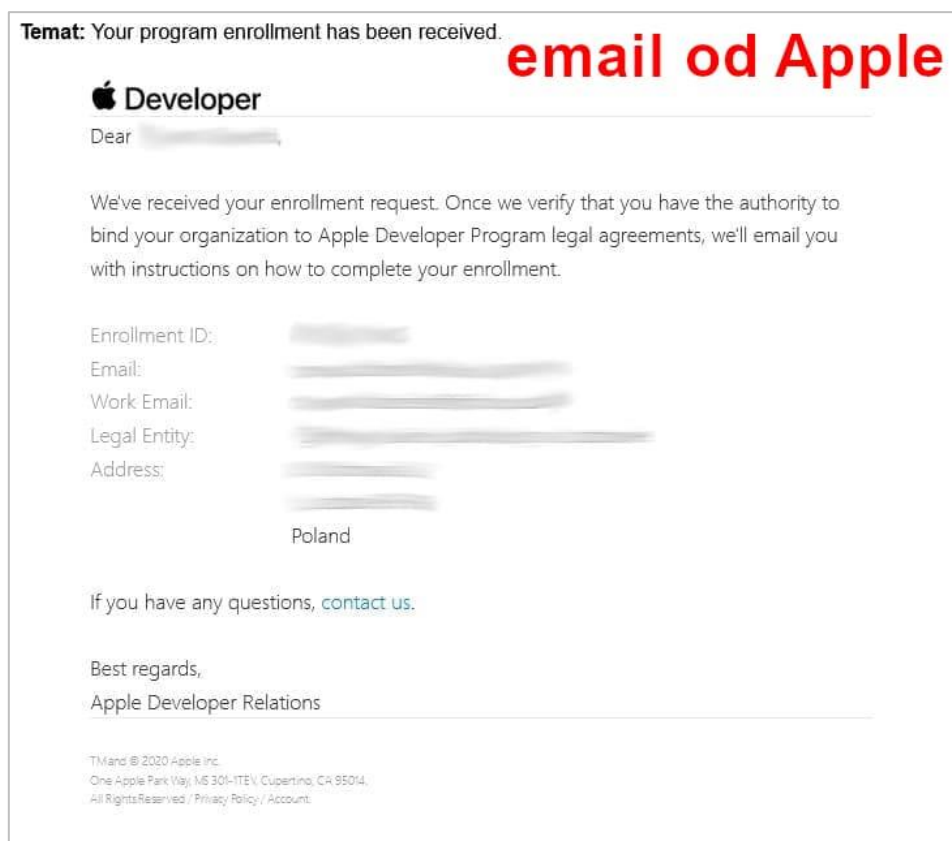 Temat: Your program enrollment has been received.
email od Apple
Developer
Dear
We've received your enrollment request. Once we verify that you have the authority to
bind your organization to Apple Developer Program legal agreements, we'll email you
with instructions on how to complete your enrollment.
Enrollment ID:
Email:
Work Email:
Legal Entity:
Address:
Poland
If you have any questions, contact us.
Best regards,
Apple Developer Relations
TM and © 2020 Apple Inc.
One Apple Park Way, MS 301-1TEV, Cupertino, CA 95014.
All Rights Reserved / Privacy Policy / Account.